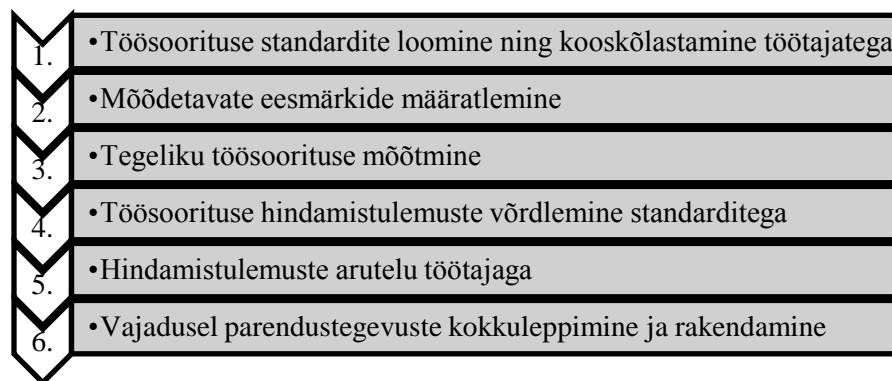 1. •Töösoorituse standardite loomine ning kooskõlastamine töötajatega
2. •Mõõdetavate eesmärkide määratlemine
3. •Tegeliku töösoorituse mõõtmine
4. •Töösoorituse hindamistulemuste võrdlemine standarditega
5. •Hindamistulemuste arutelu töötajaga
6. •Vajadusel parendustegevuste kokkuleppimine ja rakendamine